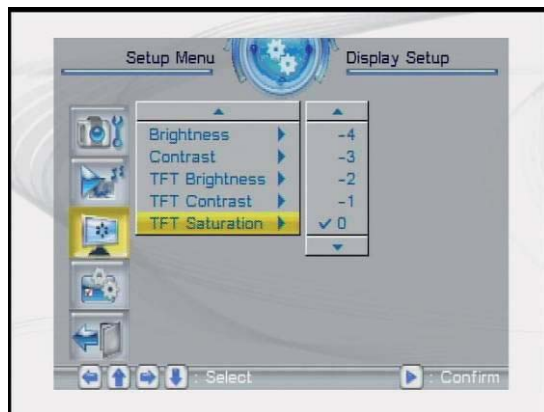 Setup Menu
Display Setup
Brightness
Contrast
TFT Brightness
TFT Contrast
TFT Saturation
-4
-3
-2
-1
✓ 0
: Select
: Confirm